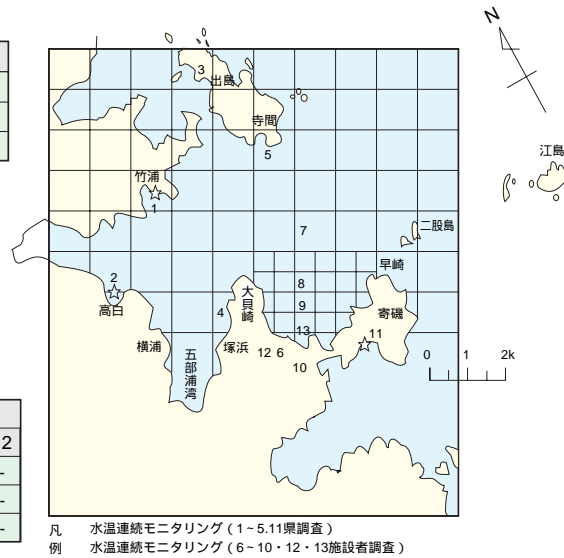 N
3
出島
寺間
5
江島
竹浦
1
7
二股島
早崎
2
8
大貝崎
高白
9
寄磯
4
13
11
横浦
塚浜
12 6
10
五部浦湾
0 1 2k
2
-
-
-
凡 水温連続モニタリング(1~5.11県調査)
例 水温連続モニタリング(6~10・12・13施設者調査)